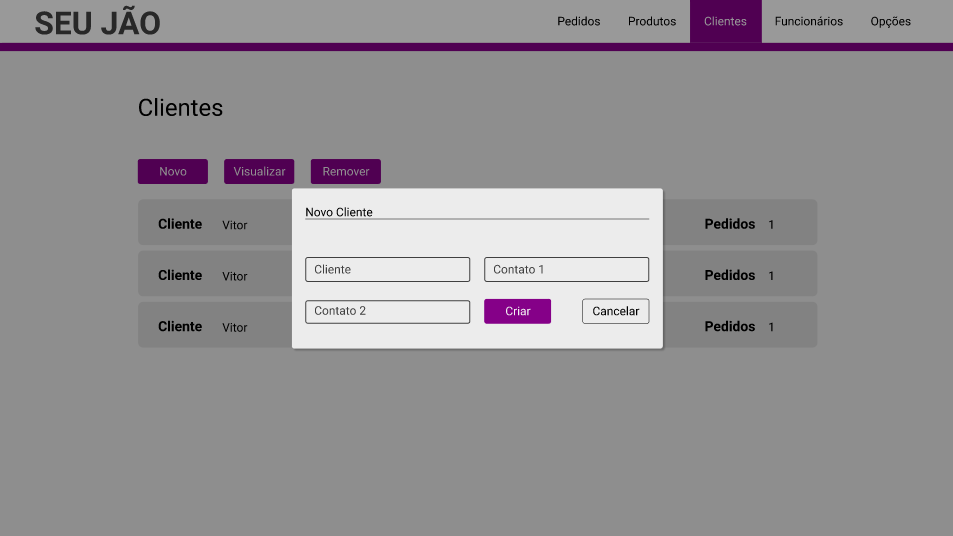 SEU JÃO
Pedidos Produtos Clientes Funcionários Opções
Clientes
Novo Visualizar Remover
Cliente Vitor Pedidos 1
Cliente Vitor Pedidos 1
Cliente Vitor Pedidos 1
Novo Cliente
Cliente Contato 1
Contato 2 Criar Cancelar